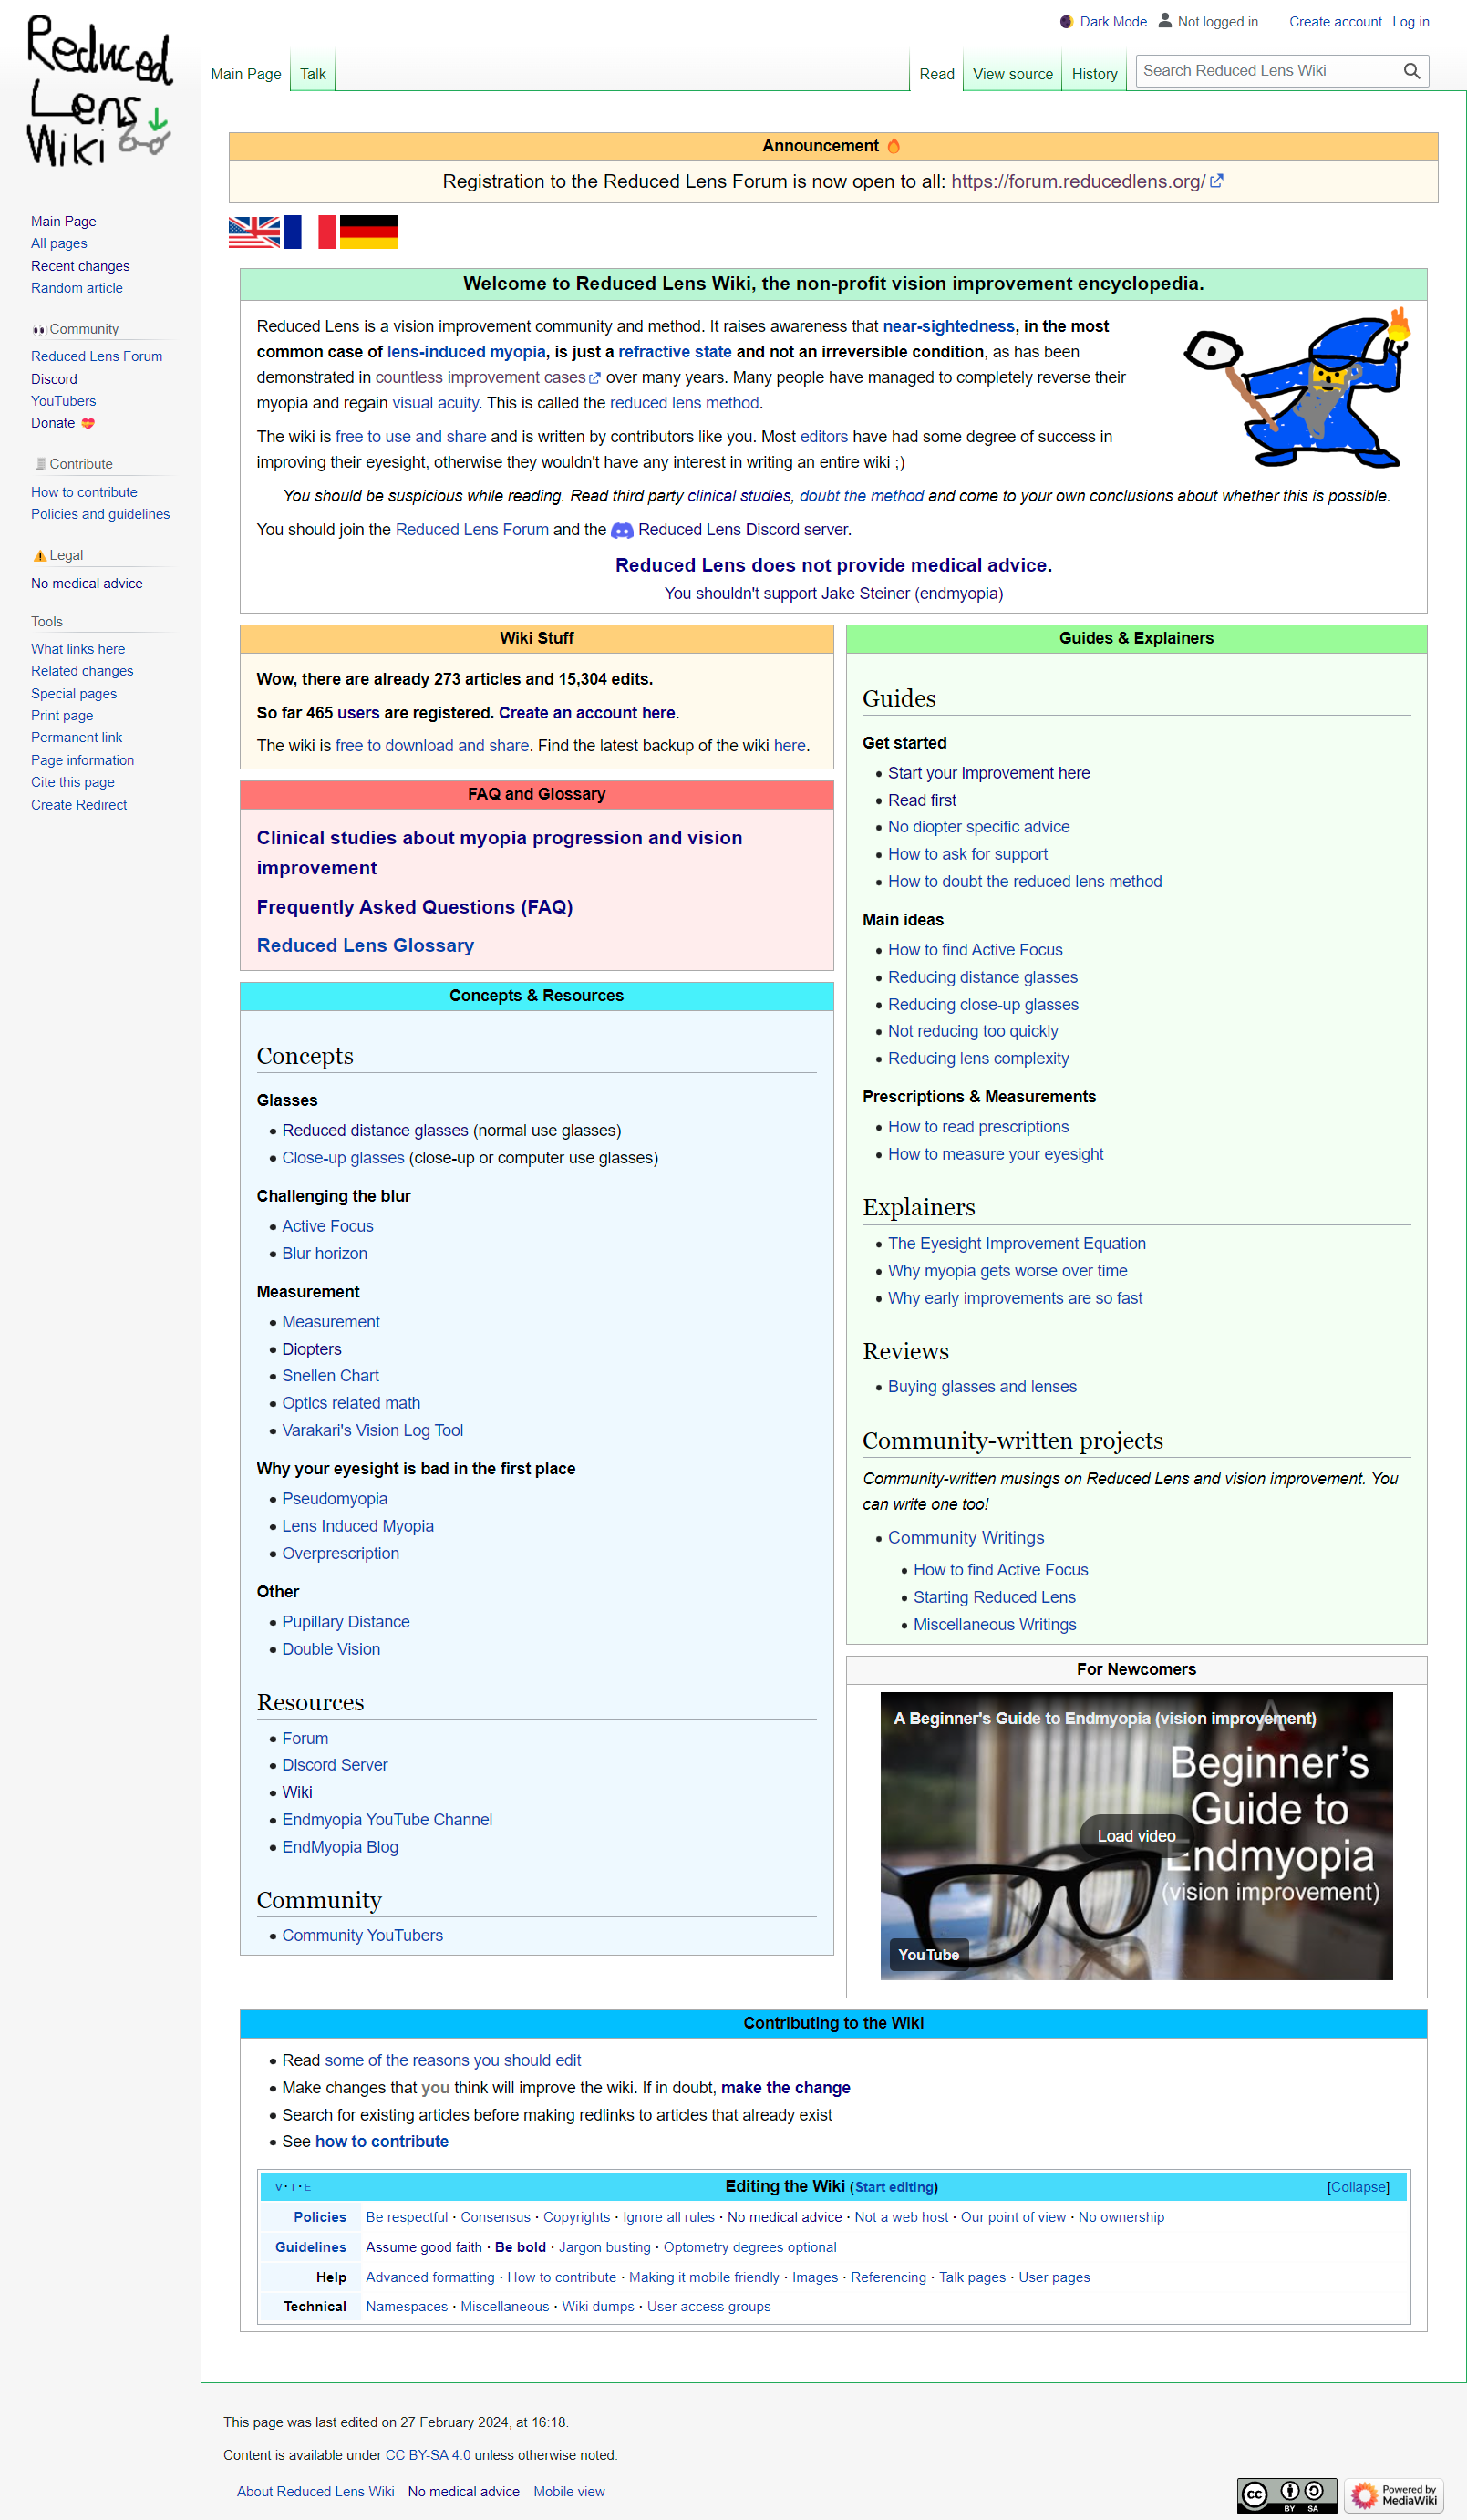 Reduced
Lens
Wiki
Dark Mode Not logged in Create account Log in
Main Page Talk
Read View source History
Search Reduced Lens Wiki
Main Page
All pages
Recent changes
Random article
Community
Reduced Lens Forum
Discord
YouTubers
Donate
Contribute
How to contribute
Policies and guidelines
Legal
No medical advice
Tools
What links here
Related changes
Special pages
Print page
Permanent link
Page information
Cite this page
Create Redirect
Announcement
Registration to the Reduced Lens Forum is now open to all: https://forum.reducedlens.org/
Welcome to Reduced Lens Wiki, the non-profit vision improvement encyclopedia.
Reduced Lens is a vision improvement community and method. It raises awareness that near-sightedness, in the most
common case of lens-induced myopia, is just a refractive state and not an irreversible condition, as has been
demonstrated in countless improvement cases over many years. Many people have managed to completely reverse their
myopia and regain visual acuity. This is called the reduced lens method.
The wiki is free to use and share and is written by contributors like you. Most editors have had some degree of success in
improving their eyesight, otherwise they wouldn't have any interest in writing an entire wiki ;)
You should be suspicious while reading. Read third party clinical studies, doubt the method and come to your own conclusions about whether this is possible.
You should join the Reduced Lens Forum and the Reduced Lens Discord server.
Reduced Lens does not provide medical advice.
You shouldn't support Jake Steiner (endmyopia)
Wiki Stuff
Wow, there are already 273 articles and 15,304 edits.
So far 465 users are registered. Create an account here.
The wiki is free to download and share. Find the latest backup of the wiki here.
FAQ and Glossary
Clinical studies about myopia progression and vision
improvement
Frequently Asked Questions (FAQ)
Reduced Lens Glossary
Concepts & Resources
Concepts
Glasses
• Reduced distance glasses (normal use glasses)
• Close-up glasses (close-up or computer use glasses)
Challenging the blur
• Active Focus
• Blur horizon
Measurement
• Measurement
• Diopters
• Snellen Chart
• Optics related math
• Varakari's Vision Log Tool
Why your eyesight is bad in the first place
• Pseudomyopia
• Lens Induced Myopia
• Overprescription
Other
• Pupillary Distance
• Double Vision
Resources
• Forum
• Discord Server
• Wiki
• Endmyopia YouTube Channel
• EndMyopia Blog
Community
• Community YouTubers
Guides & Explainers
Guides
Get started
• Start your improvement here
• Read first
• No diopter specific advice
• How to ask for support
• How to doubt the reduced lens method
Main ideas
• How to find Active Focus
• Reducing distance glasses
• Reducing close-up glasses
• Not reducing too quickly
• Reducing lens complexity
Prescriptions & Measurements
• How to read prescriptions
• How to measure your eyesight
Explainers
• The Eyesight Improvement Equation
• Why myopia gets worse over time
• Why early improvements are so fast
Reviews
• Buying glasses and lenses
Community-written projects
Community-written musings on Reduced Lens and vision improvement. You
can write one too!
• Community Writings
• How to find Active Focus
• Starting Reduced Lens
• Miscellaneous Writings
For Newcomers
A Beginner's Guide to Endmyopia (vision improvement)
A
Beginner's
Guide to
Endmyopia
(vision improvement)
Load video
YouTube
Contributing to the Wiki
• Read some of the reasons you should edit
• Make changes that you think will improve the wiki. If in doubt, make the change
• Search for existing articles before making redlinks to articles that already exist
• See how to contribute
V · T · E Editing the Wiki (Start editing) [Collapse]
Policies Be respectful · Consensus · Copyrights · Ignore all rules · No medical advice · Not a web host · Our point of view · No ownership
Guidelines Assume good faith · Be bold · Jargon busting · Optometry degrees optional
Help Advanced formatting · How to contribute · Making it mobile friendly · Images · Referencing · Talk pages · User pages
Technical Namespaces · Miscellaneous · Wiki dumps · User access groups
This page was last edited on 27 February 2024, at 16:18.
Content is available under CC BY-SA 4.0 unless otherwise noted.
About Reduced Lens Wiki No medical advice Mobile view
cc BY SA
Powered by
MediaWiki